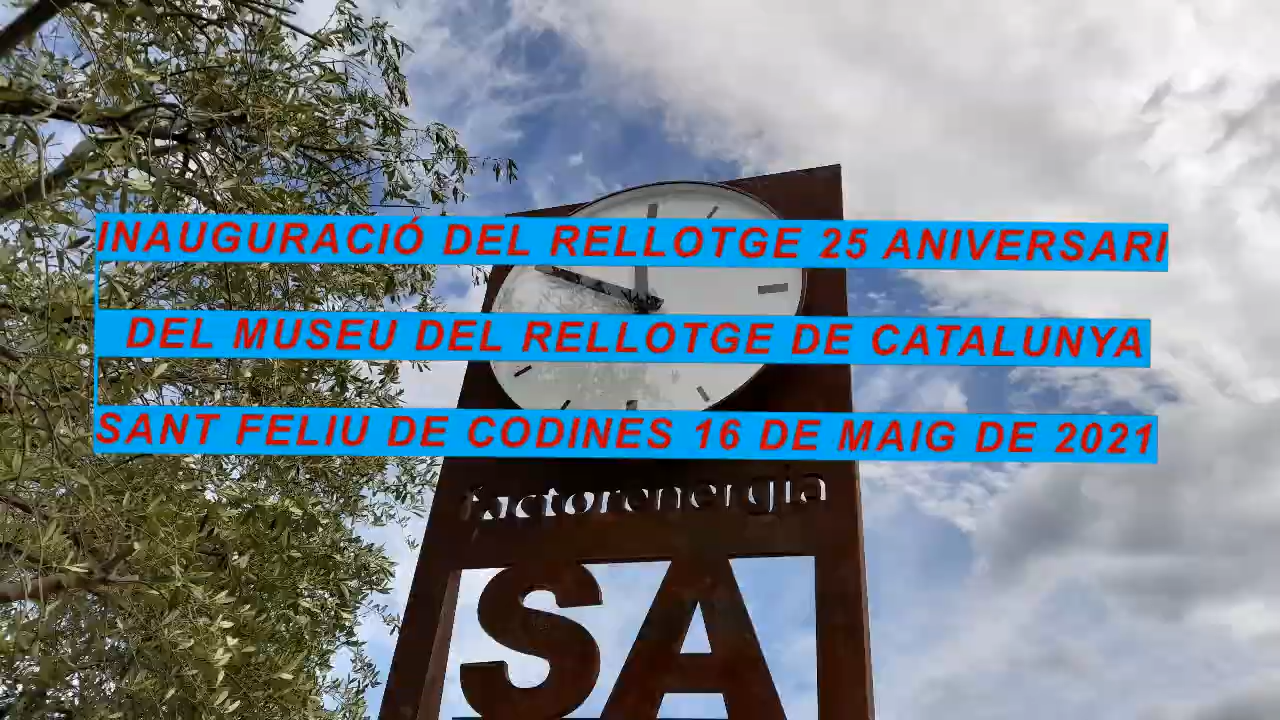 INAUGURACIÓ DEL RELLOTGE 25 ANIVERSARI
DEL MUSEU DEL RELLOTGE DE CATALUNYA
SANT FELIU DE CODINES 16 DE MAIG DE 2021
factorenergia
SA